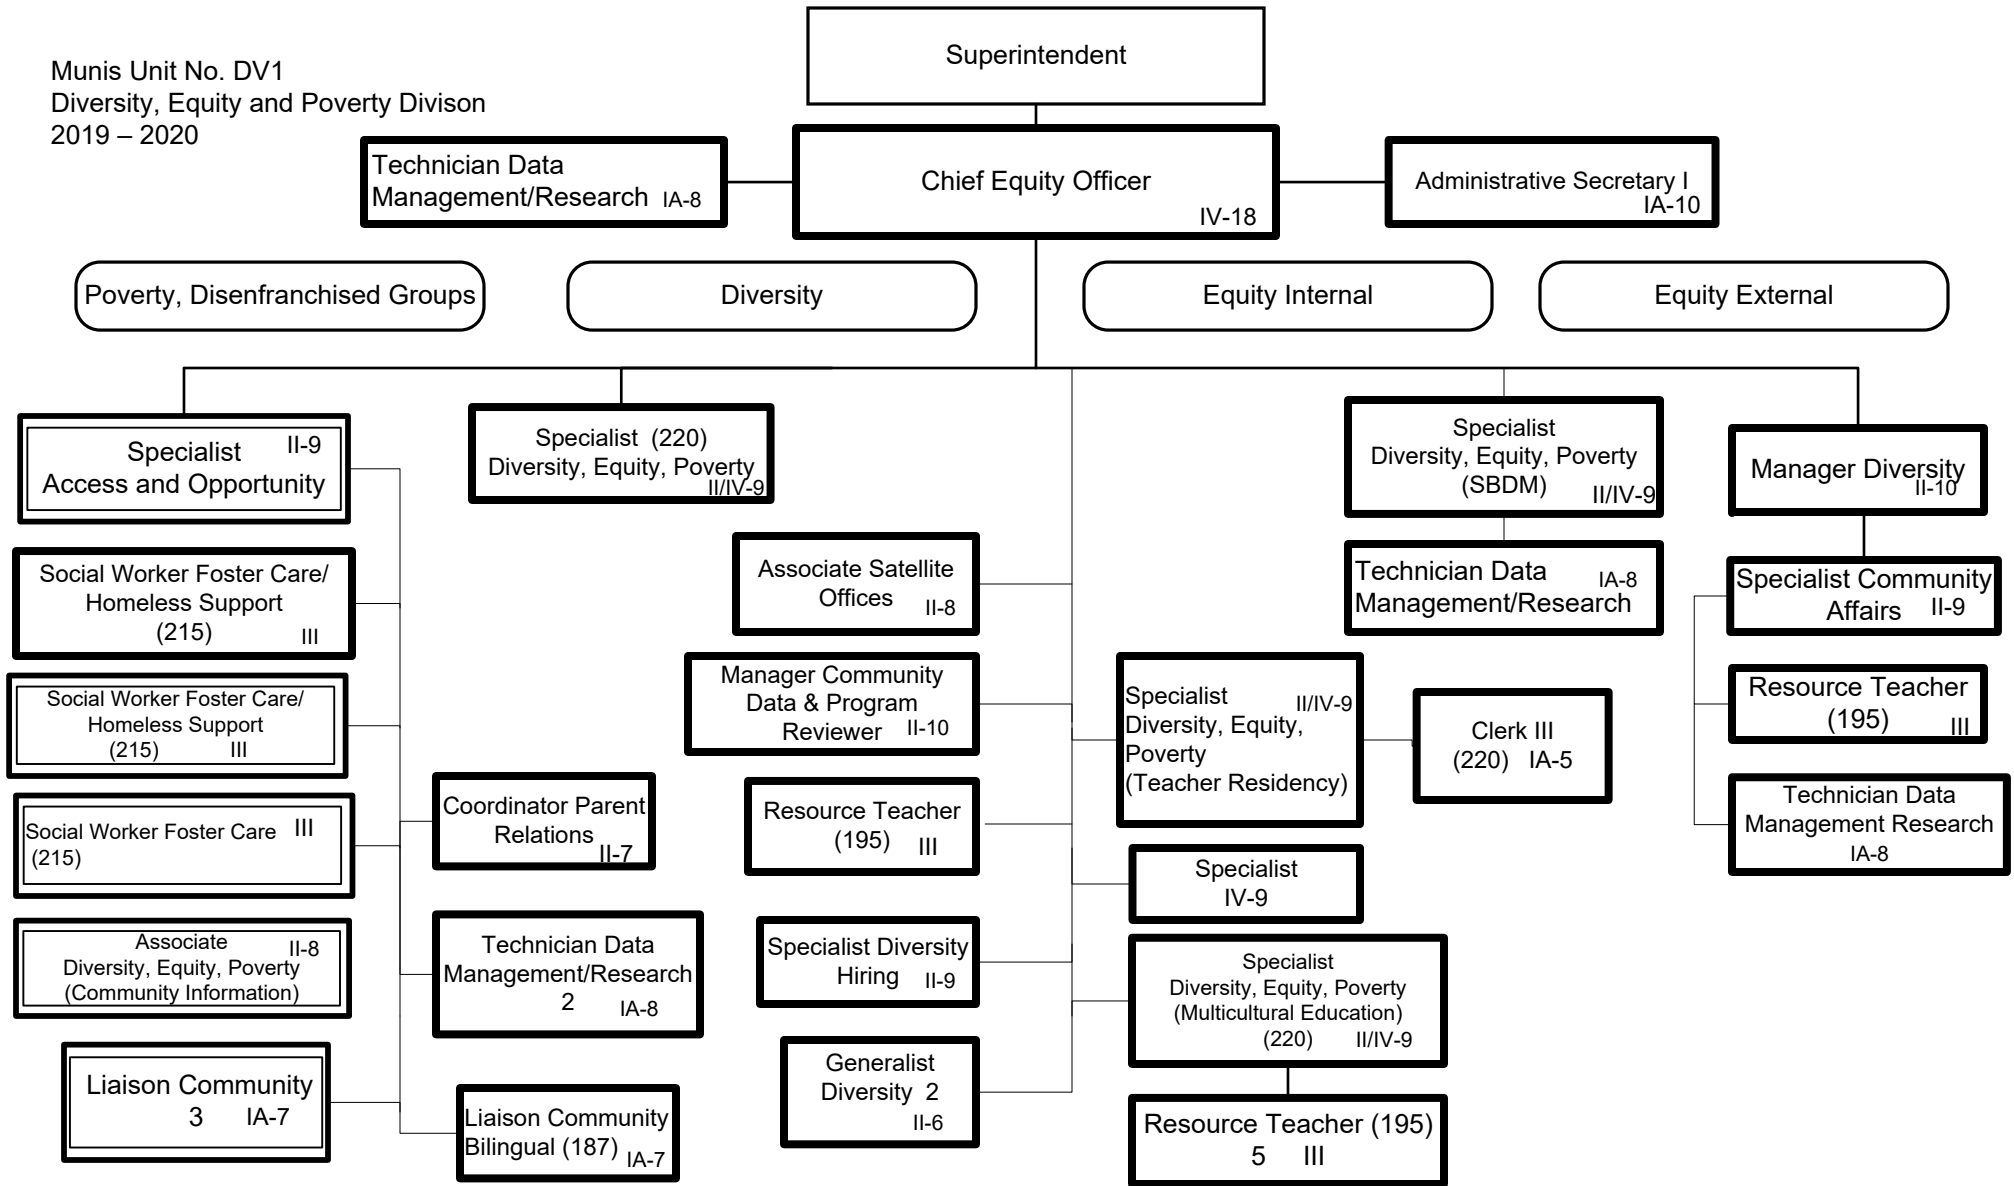 Superintendent
Munis Unit No. DV1
Diversity, Equity and Poverty Divison
2019 – 2020
Technician Data
Management/Research IA-8
Chief Equity Officer
IV-18
Administrative Secretary I
IA-10
Poverty, Disenfranchised Groups
Diversity
Equity Internal
Equity External
Specialist II-9
Access and Opportunity
Social Worker Foster Care/
Homeless Support
(215) III
Social Worker Foster Care/
Homeless Support
(215) III
Social Worker Foster Care III
(215)
Associate II-8
Diversity, Equity, Poverty
(Community Information)
Liaison Community
3 IA-7
Coordinator Parent
Relations
II-7
Technician Data
Management/Research
2 IA-8
Liaison Community
Bilingual (187) IA-7
Specialist (220)
Diversity, Equity, Poverty
II/IV-9
Associate Satellite
Offices II-8
Manager Community
Data & Program
Reviewer II-10
Resource Teacher
(195) III
Specialist Diversity
Hiring II-9
Generalist
Diversity 2
II-6
Specialist II/IV-9
Diversity, Equity,
Poverty
(Teacher Residency)
Clerk III
(220) IA-5
Specialist
IV-9
Specialist
Diversity, Equity, Poverty
(Multicultural Education)
(220) II/IV-9
Resource Teacher (195)
5 III
Specialist
Diversity, Equity, Poverty
(SBDM) II/IV-9
Technician Data IA-8
Management/Research
Manager Diversity
II-10
Specialist Community
Affairs II-9
Resource Teacher
(195) III
Technician Data
Management Research
IA-8